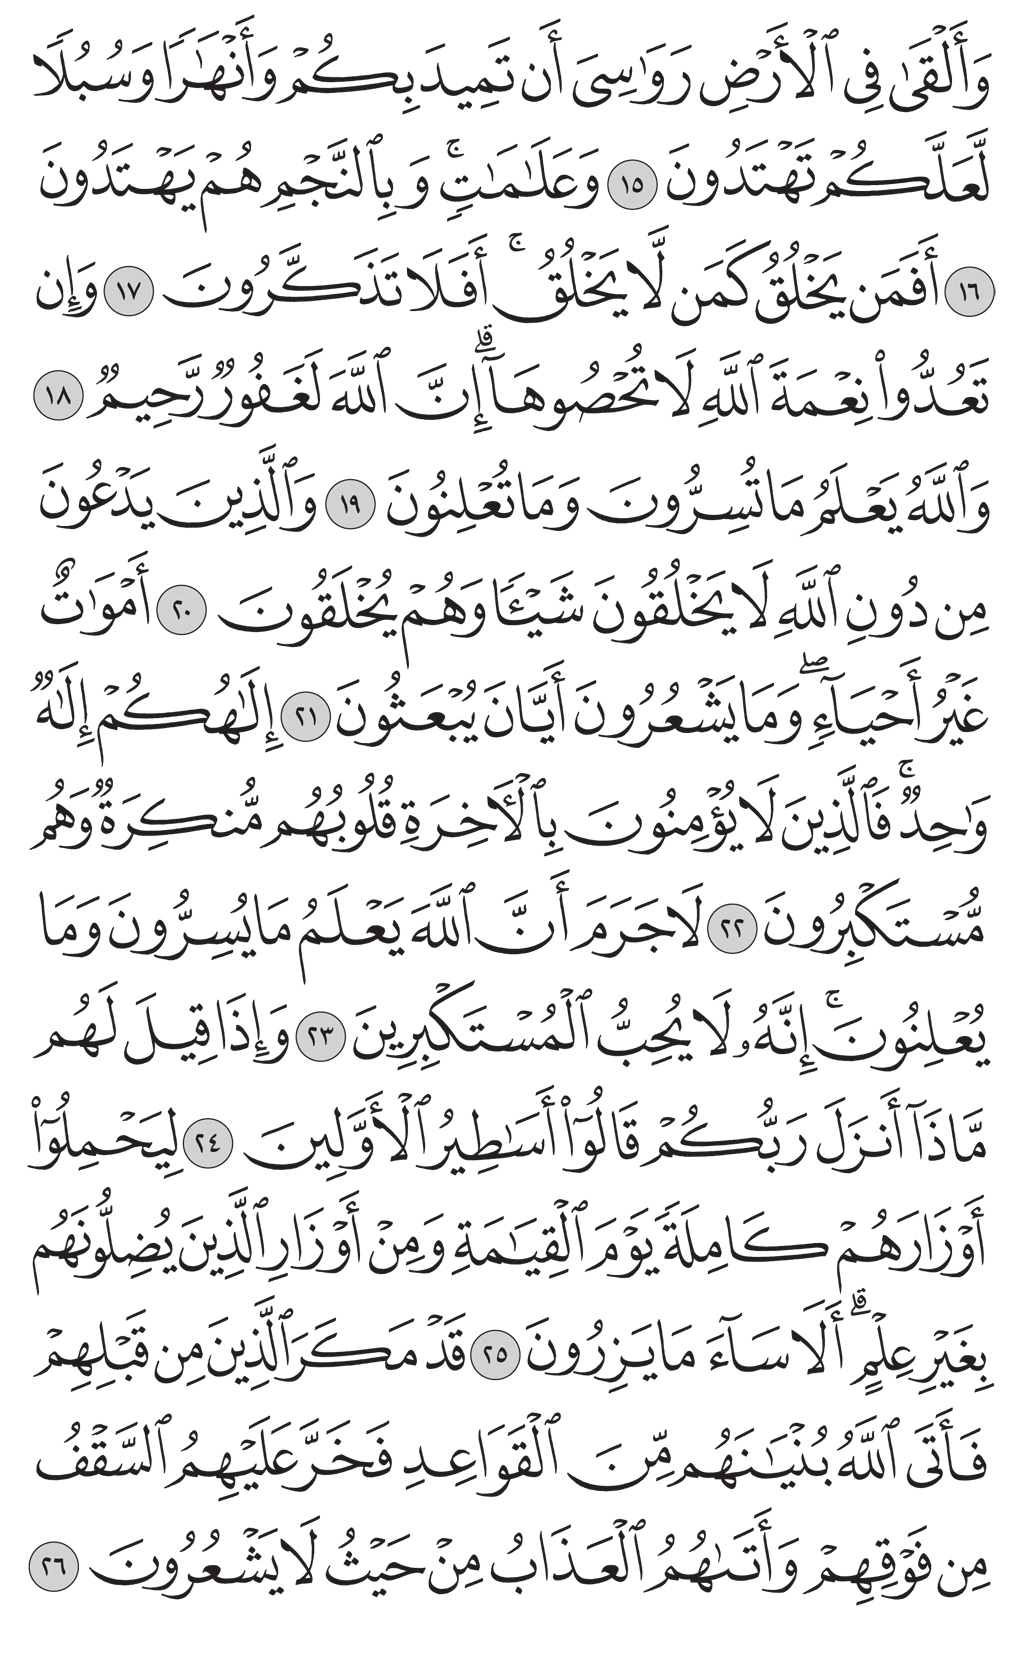 وَأَلْقَىٰ فِى ٱلْأَرْضِ رَوَٰسِىَ أَن تَمِيدَ بِكُمْ وَأَنْهَٰرًا وَسُبُلًا
لَّعَلَّكُمْ تَهْتَدُونَ ١٥ وَعَلَٰمَٰتٍ ۚ وَبِٱلنَّجْمِ هُمْ يَهْتَدُونَ
١٦ أَفَمَن يَخْلُقُ كَمَن لَّا يَخْلُقُ ۚ أَفَلَا تَذَكَّرُونَ ١٧ وَإِن
تَعُدُّوا۟ نِعْمَةَ ٱللَّهِ لَا تُحْصُوهَآ ۗ إِنَّ ٱللَّهَ لَغَفُورٌ رَّحِيمٌ ١٨
وَٱللَّهُ يَعْلَمُ مَا تُسِرُّونَ وَمَا تُعْلِنُونَ ١٩ وَٱلَّذِينَ يَدْعُونَ
مِن دُونِ ٱللَّهِ لَا يَخْلُقُونَ شَيْـًٔا وَهُمْ يُخْلَقُونَ ٢٠ أَمْوَٰتٌ
غَيْرُ أَحْيَآءٍ ۖ وَمَا يَشْعُرُونَ أَيَّانَ يُبْعَثُونَ ٢١ إِلَٰهُكُمْ إِلَٰهٌ
وَٰحِدٌ ۚ فَٱلَّذِينَ لَا يُؤْمِنُونَ بِٱلْـَٔاخِرَةِ قُلُوبُهُم مُّنكِرَةٌ وَهُم
مُّسْتَكْبِرُونَ ٢٢ لَا جَرَمَ أَنَّ ٱللَّهَ يَعْلَمُ مَا يُسِرُّونَ وَمَا
يُعْلِنُونَ ۚ إِنَّهُۥ لَا يُحِبُّ ٱلْمُسْتَكْبِرِينَ ٢٣ وَإِذَا قِيلَ لَهُم
مَّاذَآ أَنزَلَ رَبُّكُمْ قَالُوٓا۟ أَسَٰطِيرُ ٱلْأَوَّلِينَ ٢٤ لِيَحْمِلُوٓا۟
أَوْزَارَهُمْ كَامِلَةً يَوْمَ ٱلْقِيَٰمَةِ وَمِنْ أَوْزَارِ ٱلَّذِينَ يُضِلُّونَهُم
بِغَيْرِ عِلْمٍ ۗ أَلَا سَآءَ مَا يَزِرُونَ ٢٥ قَدْ مَكَرَ ٱلَّذِينَ مِن قَبْلِهِمْ
فَأَتَى ٱللَّهُ بُنْيَٰنَهُم مِّنَ ٱلْقَوَاعِدِ فَخَرَّ عَلَيْهِمُ ٱلسَّقْفُ
مِن فَوْقِهِمْ وَأَتَىٰهُمُ ٱلْعَذَابُ مِنْ حَيْثُ لَا يَشْعُرُونَ ٢٦